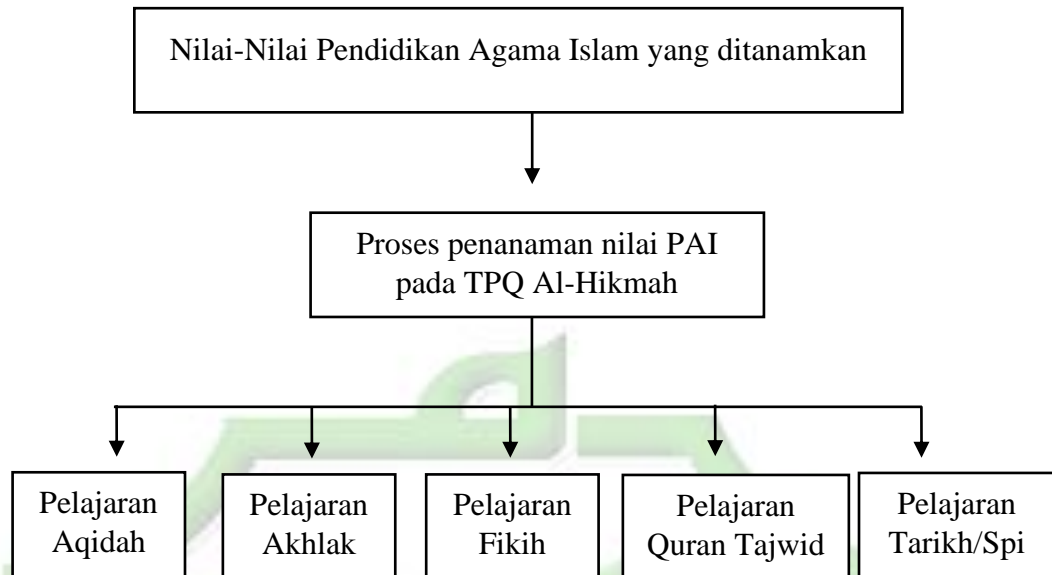 Nilai-Nilai Pendidikan Agama Islam yang ditanamkan
Proses penanaman nilai PAI
pada TPQ Al-Hikmah
Pelajaran
Aqidah
Pelajaran
Akhlak
Pelajaran
Fikih
Pelajaran
Quran Tajwid
Pelajaran
Tarikh/Spi